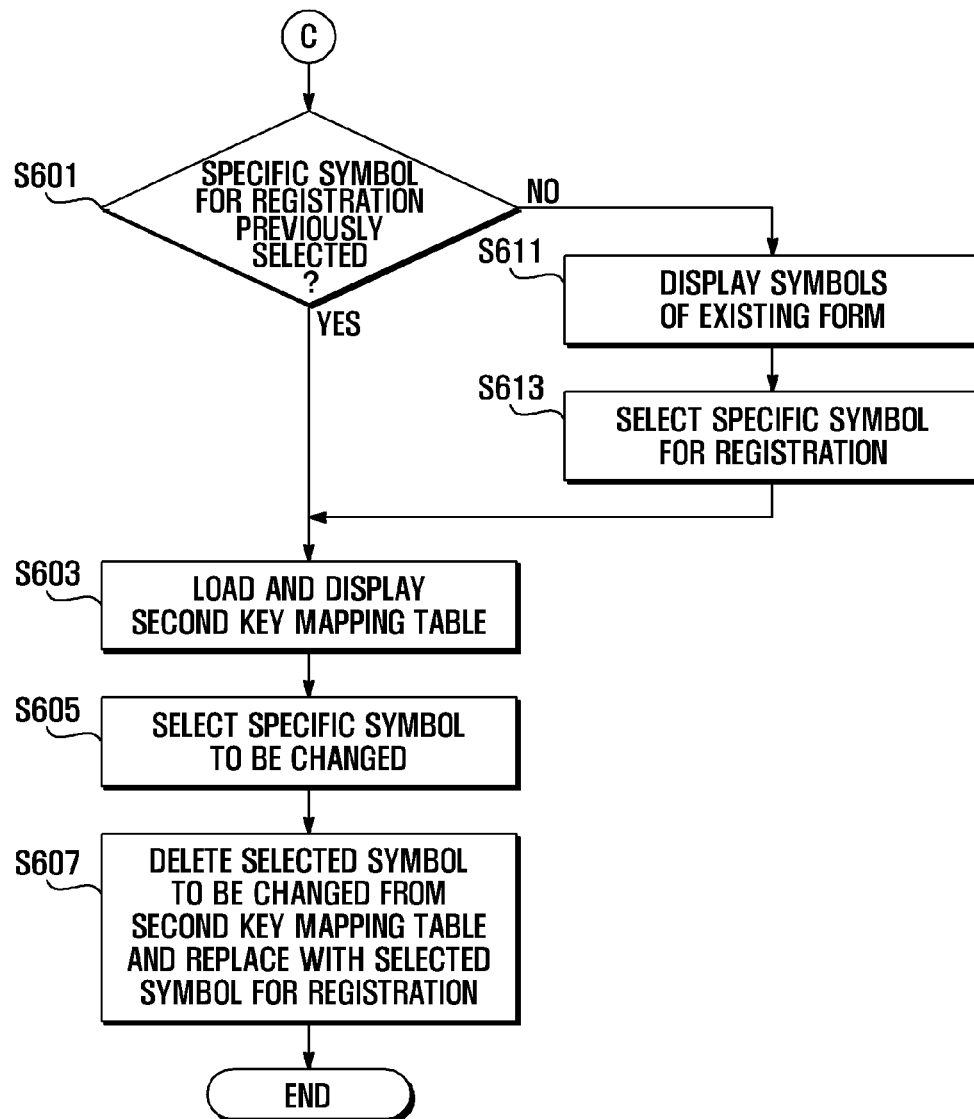 C
S601
SPECIFIC SYMBOL
FOR REGISTRATION
PREVIOUSLY
SELECTED
?
NO
YES
S611
DISPLAY SYMBOLS
OF EXISTING FORM
S613
SELECT SPECIFIC SYMBOL
FOR REGISTRATION
S603
LOAD AND DISPLAY
SECOND KEY MAPPING TABLE
S605
SELECT SPECIFIC SYMBOL
TO BE CHANGED
S607
DELETE SELECTED SYMBOL
TO BE CHANGED FROM
SECOND KEY MAPPING TABLE
AND REPLACE WITH SELECTED
SYMBOL FOR REGISTRATION
END